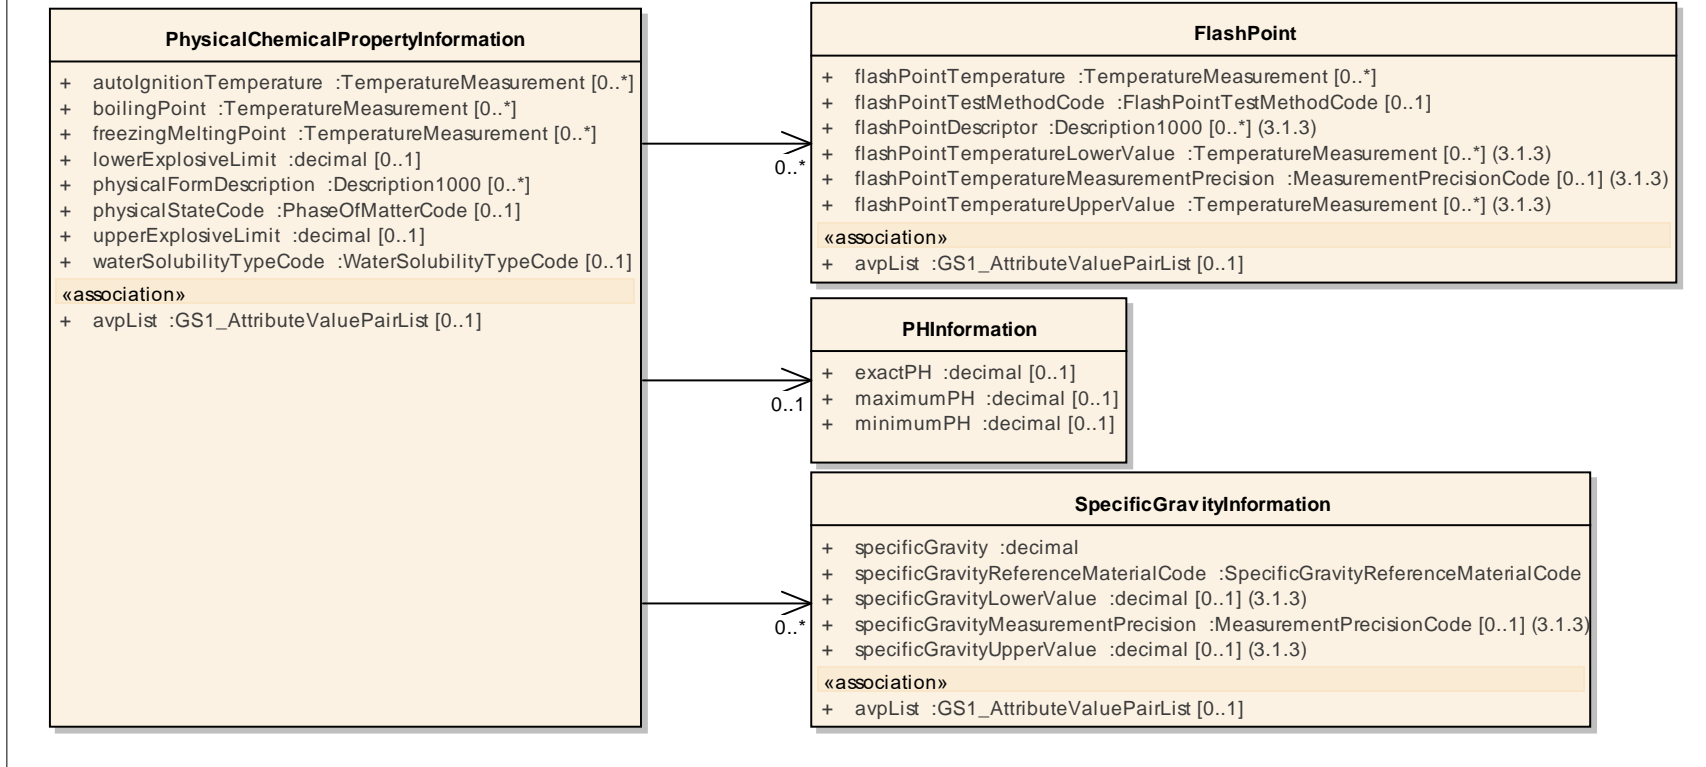 PhysicalChemicalPropertyInformation
+ autoIgnitionTemperature :TemperatureMeasurement [0..*]
+ boilingPoint :TemperatureMeasurement [0..*]
+ freezingMeltingPoint :TemperatureMeasurement [0..*]
+ lowerExplosiveLimit :decimal [0..1]
+ physicalFormDescription :Description1000 [0..*]
+ physicalStateCode :PhaseOfMatterCode [0..1]
+ upperExplosiveLimit :decimal [0..1]
+ waterSolubilityTypeCode :WaterSolubilityTypeCode [0..1]
«association»
+ avpList :GS1_AttributeValuePairList [0..1]
0..*
0..1
0..*
FlashPoint
+ flashPointTemperature :TemperatureMeasurement [0..*]
+ flashPointTestMethodCode :FlashPointTestMethodCode [0..1]
+ flashPointDescriptor :Description1000 [0..*] (3.1.3)
+ flashPointTemperatureLowerValue :TemperatureMeasurement [0..*] (3.1.3)
+ flashPointTemperatureMeasurementPrecision :MeasurementPrecisionCode [0..1] (3.1.3)
+ flashPointTemperatureUpperValue :TemperatureMeasurement [0..*] (3.1.3)
«association»
+ avpList :GS1_AttributeValuePairList [0..1]
PHInformation
+ exactPH :decimal [0..1]
+ maximumPH :decimal [0..1]
+ minimumPH :decimal [0..1]
SpecificGravityInformation
+ specificGravity :decimal
+ specificGravityReferenceMaterialCode :SpecificGravityReferenceMaterialCode
+ specificGravityLowerValue :decimal [0..1] (3.1.3)
+ specificGravityMeasurementPrecision :MeasurementPrecisionCode [0..1] (3.1.3)
+ specificGravityUpperValue :decimal [0..1] (3.1.3)
«association»
+ avpList :GS1_AttributeValuePairList [0..1]